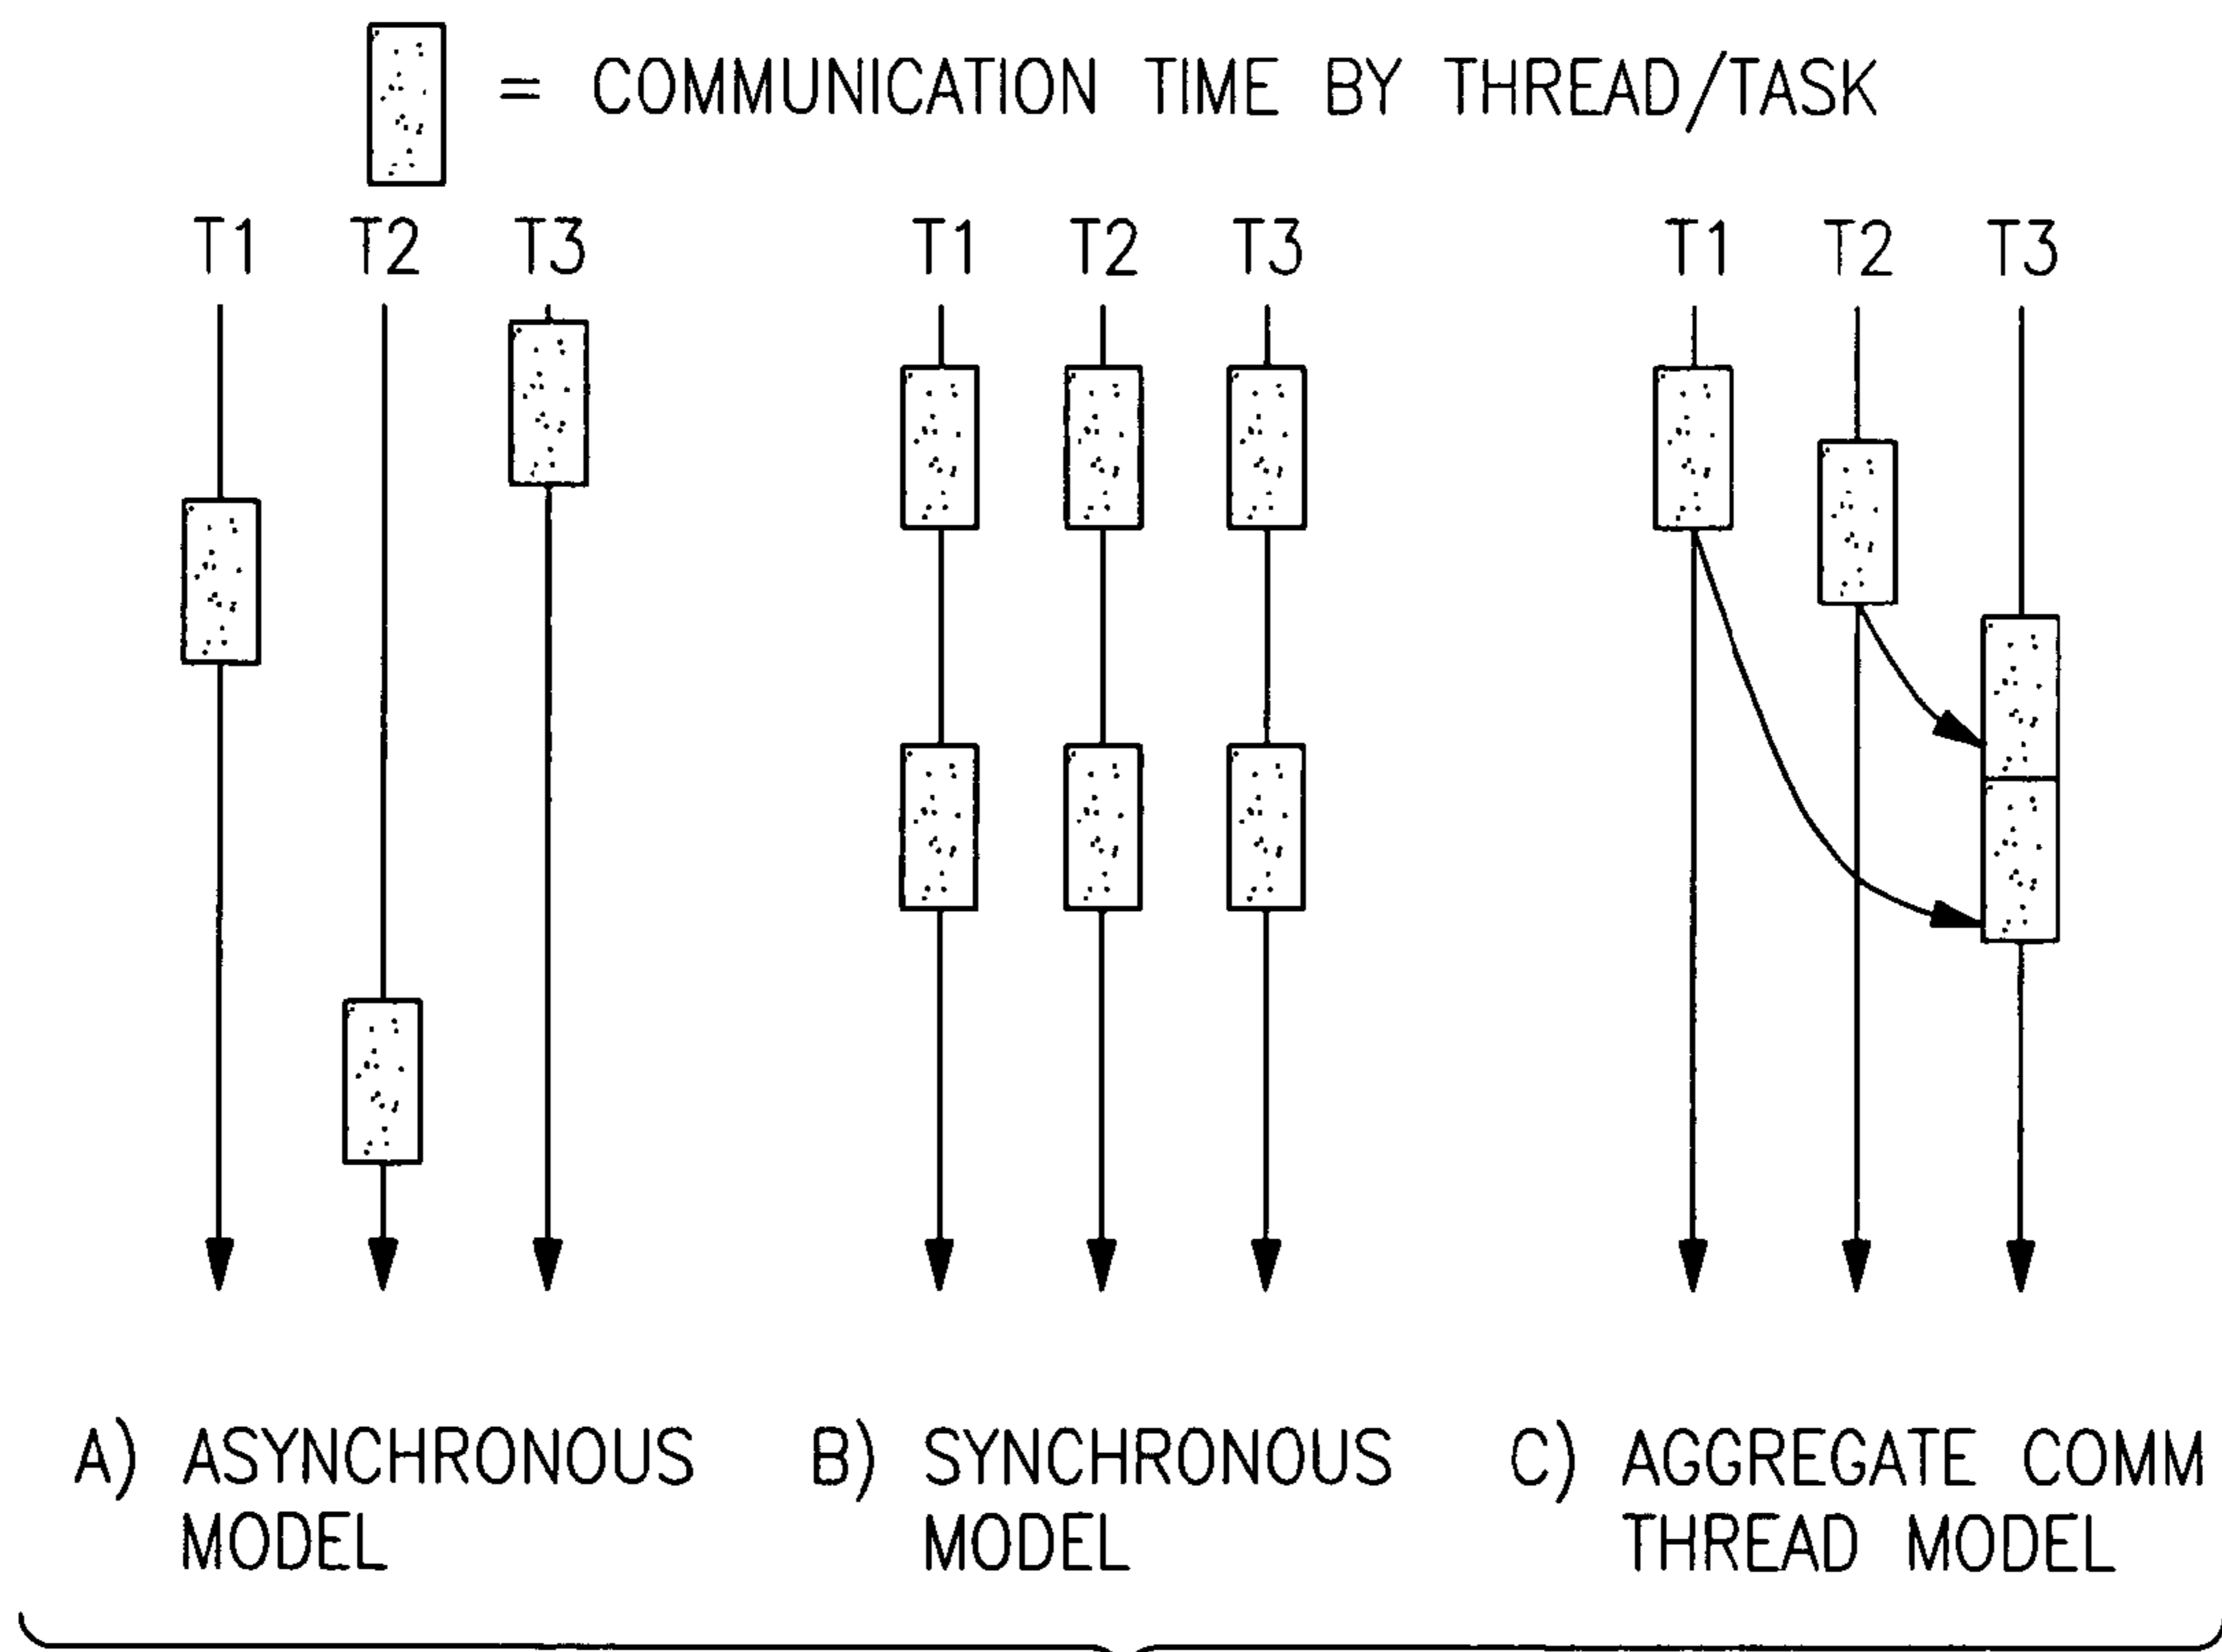 = COMMUNICATION TIME BY THREAD/TASK
T1 T2 T3 T1 T2 T3 T1 T2 T3
A) ASYNCHRONOUS MODEL
B) SYNCHRONOUS MODEL
C) AGGREGATE COMM THREAD MODEL